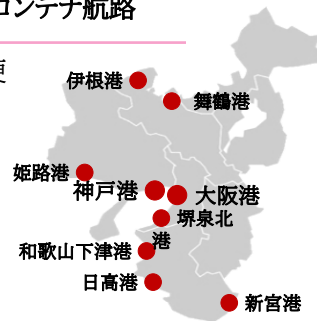 コンテナ航路
更
伊根港
舞鶴港
姫路港
神戸港
大阪港
堺泉北
港
和歌山下津港
日高港
新宮港